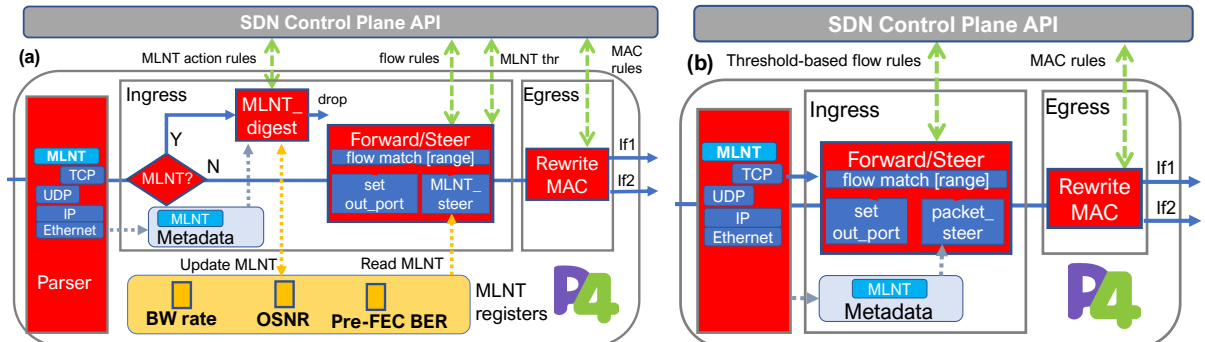 SDN Control Plane API
(a)
MLNT action rules
flow rules
MLNT thr
MAC
rules
Ingress
MLNT_
digest
drop
Egress
Y
N
MLNT?
MLNT
TCP
UDP
IP
Ethernet
Parser
MLNT
Metadata
Forward/Steer
flow match [range]
set
out_port
MLNT_
steer
Rewrite
MAC
If1
If2
Update MLNT
Read MLNT
BW rate
OSNR
Pre-FEC BER
MLNT
registers
P4
SDN Control Plane API
(b)
Threshold-based flow rules
MAC rules
Ingress
Egress
MLNT
TCP
UDP
IP
Ethernet
Parser
Forward/Steer
flow match [range]
set
out_port
packet_
steer
MLNT
Metadata
Rewrite
MAC
If1
If2
P4